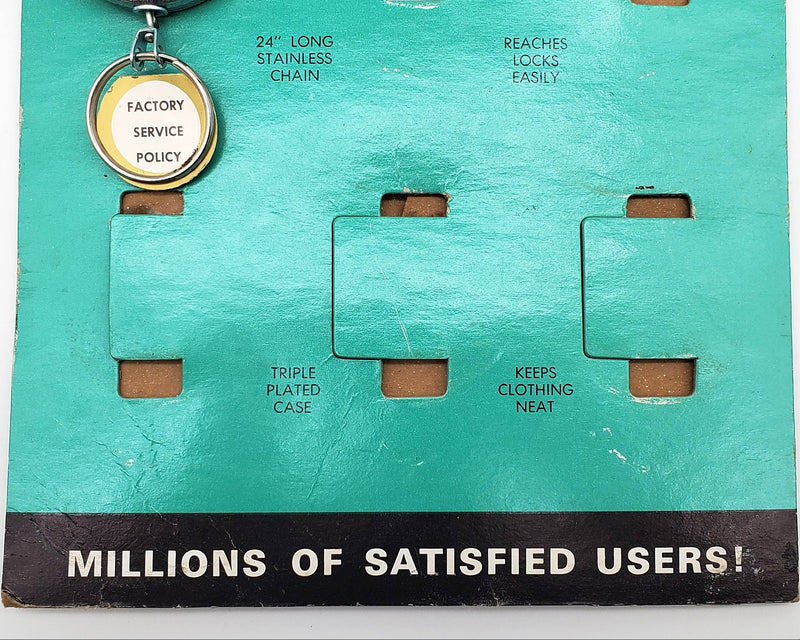 24" LONG
STAINLESS
CHAIN
REACHES
LOCKS
EASILY
FACTORY
SERVICE
POLICY
TRIPLE
PLATED
CASE
KEEPS
CLOTHING
NEAT
MILLIONS OF SATISFIED USERS!